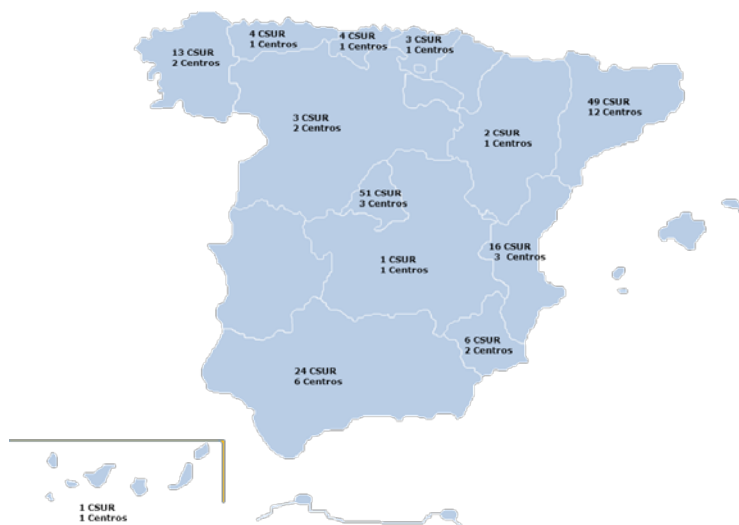 4 CSUR
1 Centros
4 CSUR
1 Centros
3 CSUR
1 Centros
13 CSUR
2 Centros
49 CSUR
12 Centros
3 CSUR
2 Centros
2 CSUR
1 Centros
51 CSUR
3 Centros
16 CSUR
3 Centros
1 CSUR
1 Centros
6 CSUR
2 Centros
24 CSUR
6 Centros
1 CSUR
1 Centros